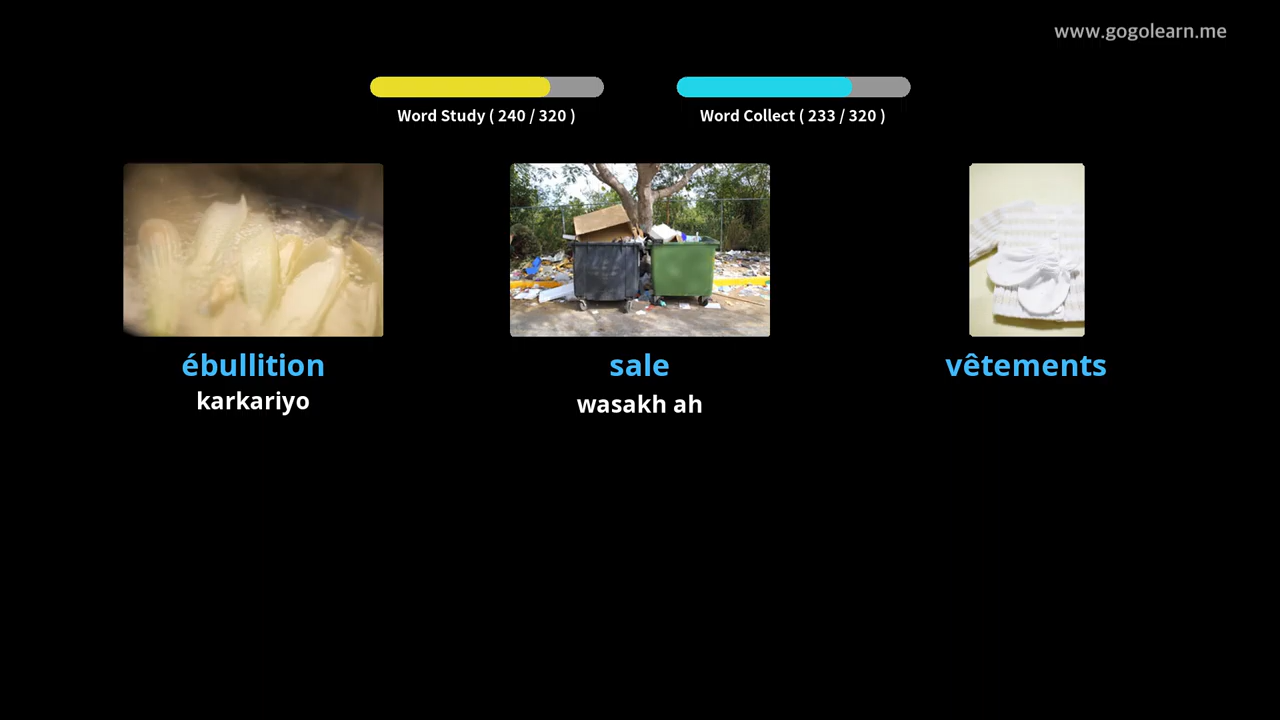 www.gogolearn.me
Word Study ( 240 / 320 )
Word Collect ( 233 / 320 )
ébullition
karkariyo
sale
wasakh ah
vêtements